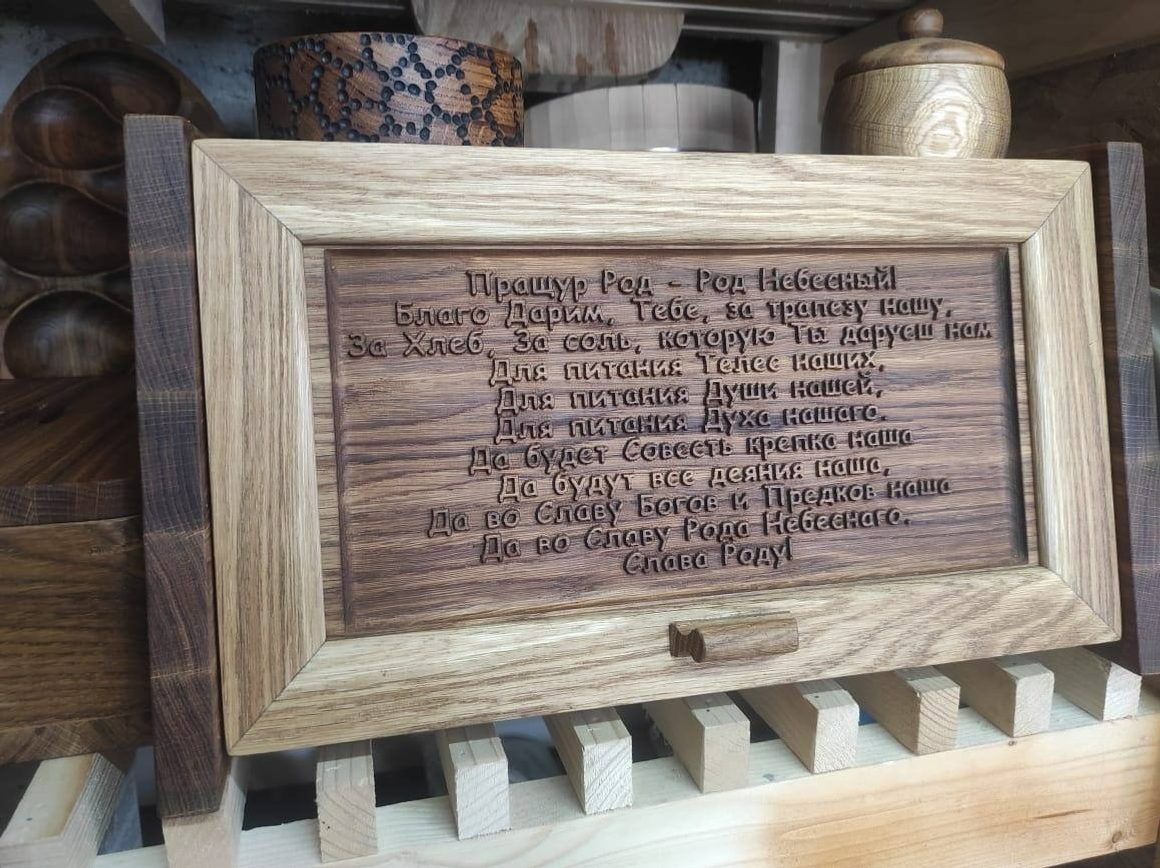 Пращур Род - Род Небесный!
Благо Дарим, Тебе, за трапезу нашу,
За Хлеб, За соль, которую Ты даруеш нам
Для питания Телес наших,
Для питания Души нашей,
Для питания Духа нашаго.
Да будет Совесть крепка наша
Да будут все деяния наша,
Да во Славу Богов и Предков наша
Да во Славу Рода Небеснаго.
Слава Роду!